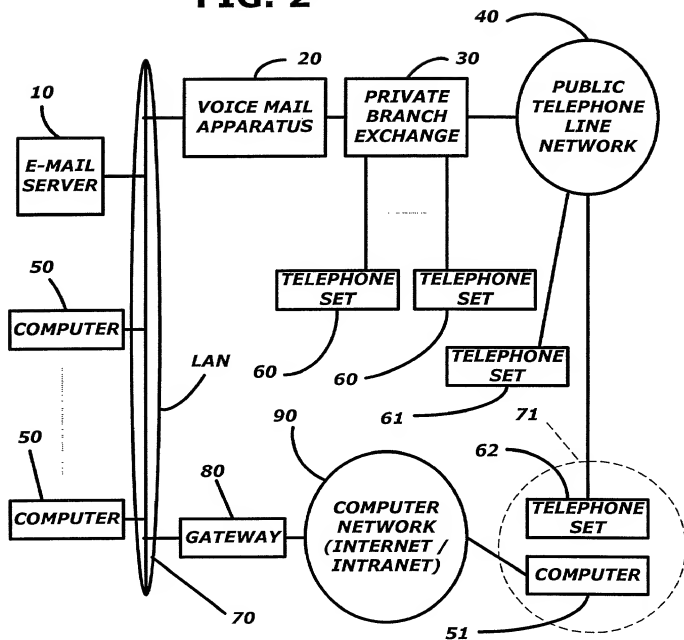 FIG. 2
40
20
30
10
VOICE MAIL
APPARATUS
PRIVATE
BRANCH
EXCHANGE
PUBLIC
TELEPHONE
LINE
NETWORK
E-MAIL
SERVER
50
COMPUTER
TELEPHONE
SET
TELEPHONE
SET
LAN
60
60
TELEPHONE
SET
61
71
50
90
62
80
COMPUTER
GATEWAY
COMPUTER
NETWORK
(INTERNET /
INTRANET)
TELEPHONE
SET
COMPUTER
70
51